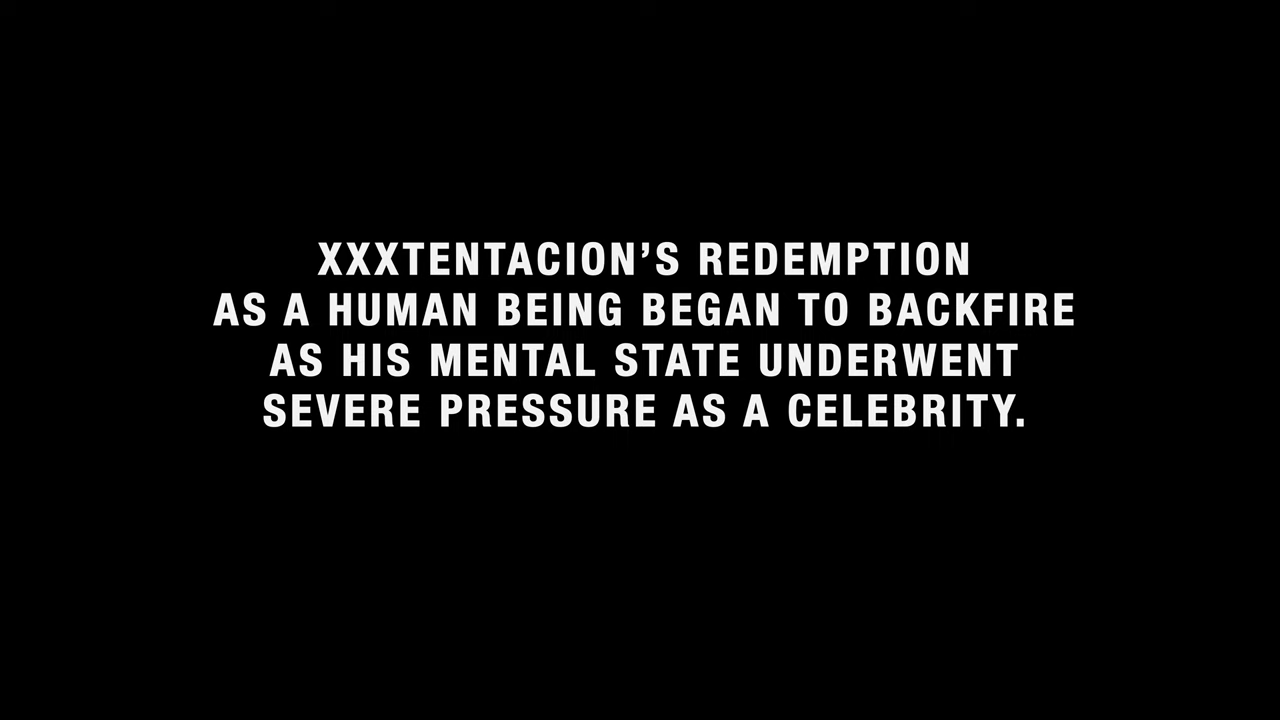 XXXTENTACION’S REDEMPTION
AS A HUMAN BEING BEGAN TO BACKFIRE
AS HIS MENTAL STATE UNDERWENT
SEVERE PRESSURE AS A CELEBRITY.